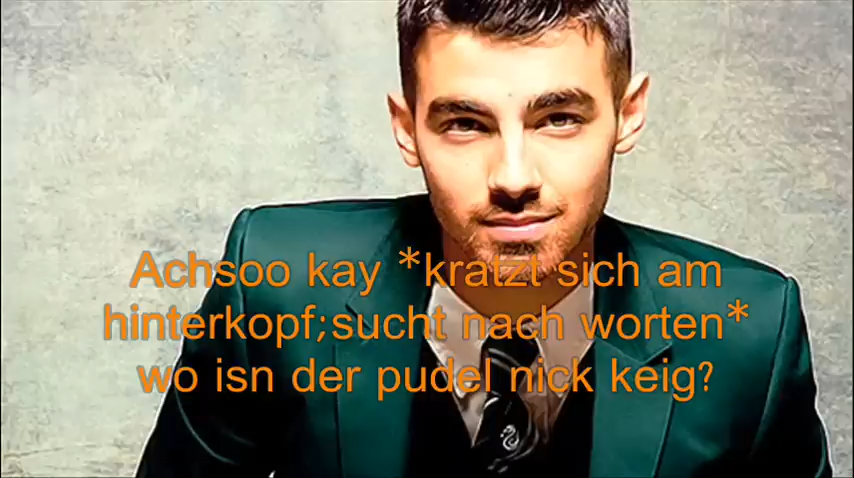 Achsoo kay *kratzt sich am
hinterkopf;sucht nach worten*
wo isn der pudel nick keig?